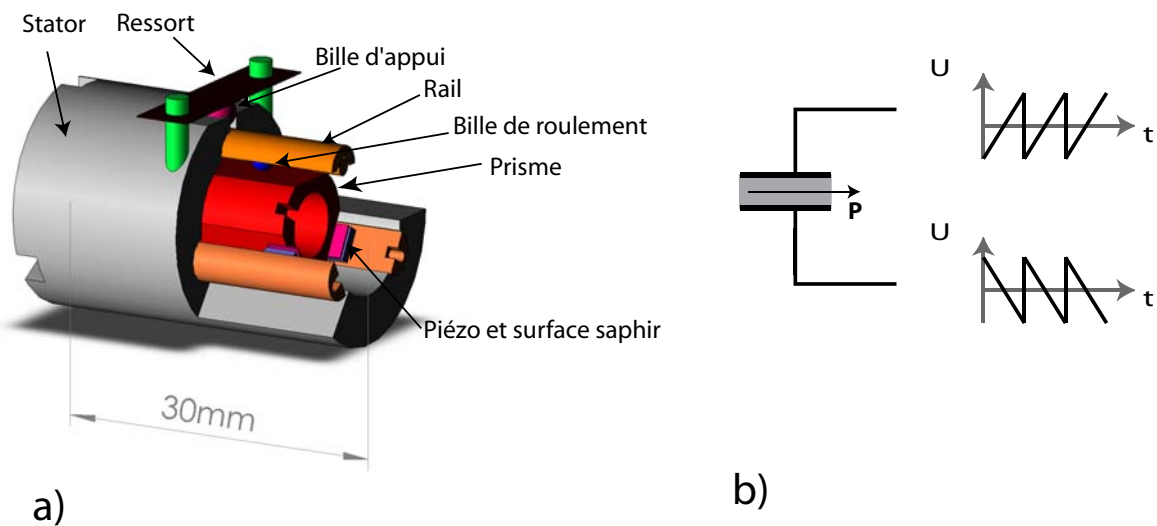 Stator
Ressort
Bille d'appui
Rail
Bille de roulement
Prisme
Piézo et surface saphir
30mm
a)
P
U
t
U
t
b)